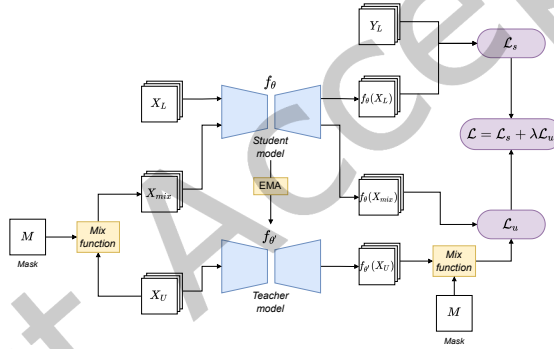 Y_L
ℒ_s
f_θ
X_L
f_θ(X_L)
Student model
ℒ = ℒ_s + λℒ_u
EMA
X_mix
f_θ(X_mix)
M
Mix function
ℒ_u
Mask
f_θ'
X_U
f_θ'(X_U)
Mix function
Teacher model
M
Mask
t Accep